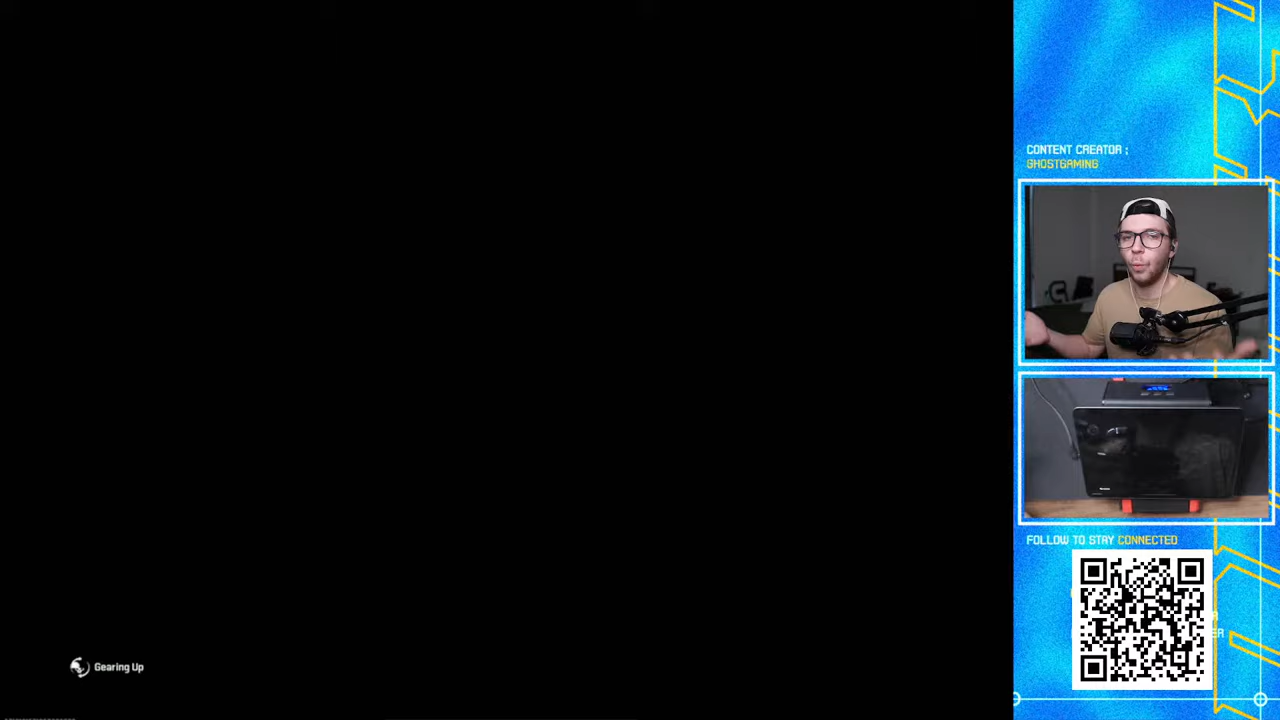 CONTENT CREATOR :
GHOSTGAMING
FOLLOW TO STAY CONNECTED
Gearing Up